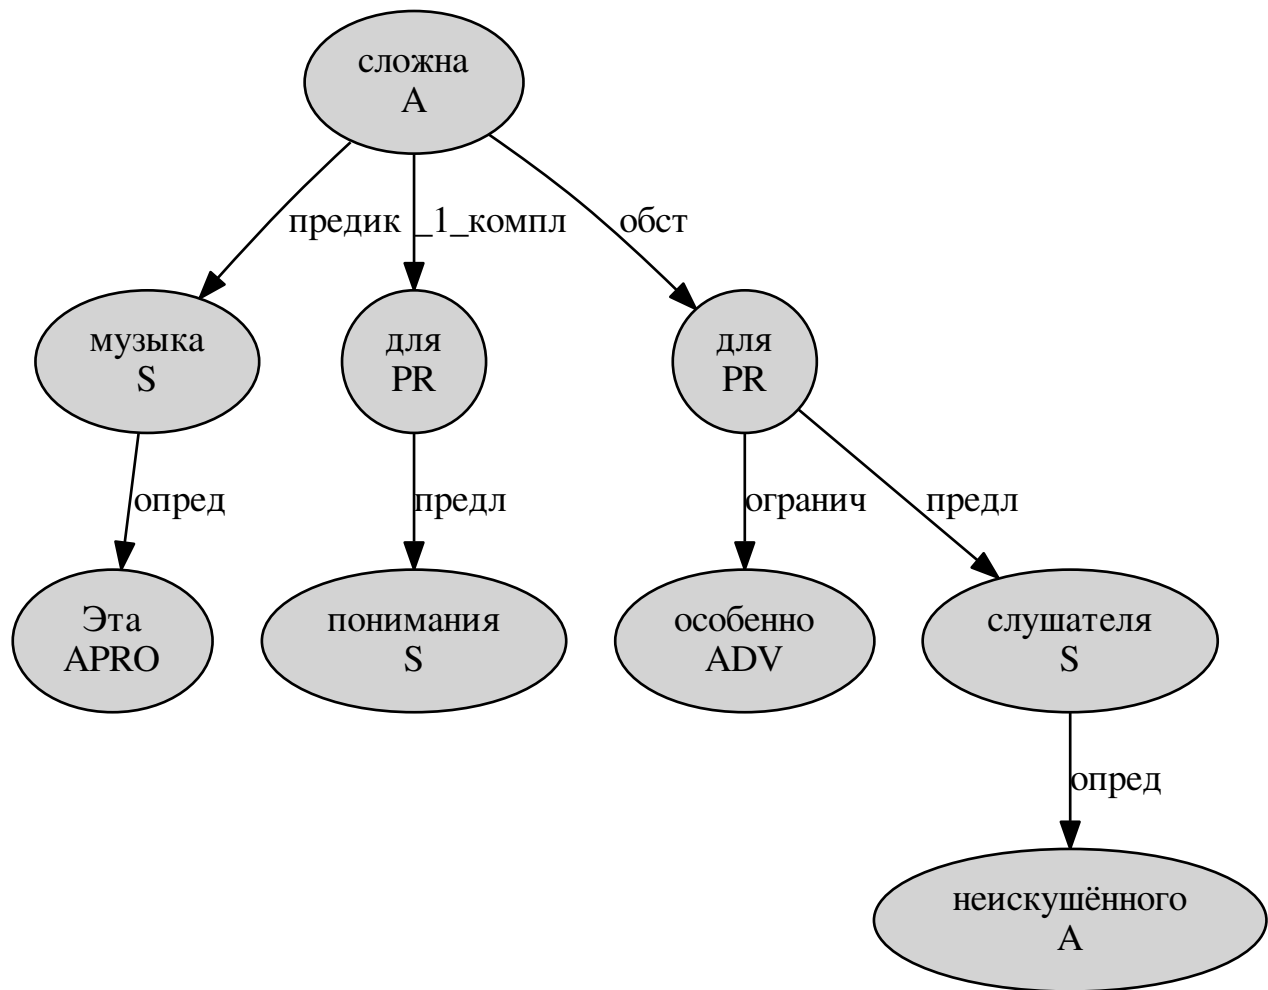 сложна
A
предик
_1_компл
обст
музыка
S
для
PR
для
PR
опред
предл
огранич
предл
Эта
APRO
понимания
S
особенно
ADV
слушателя
S
опред
неискушённого
A